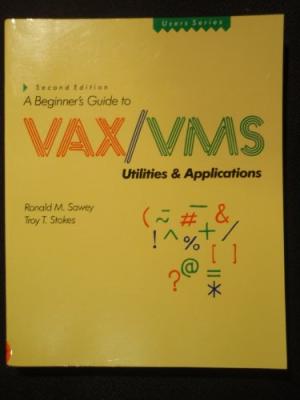 Users Series
Second Edition
A Beginner's Guide to
VAX/VMS
Utilities & Applications
Ronald M. Sawey
Troy T. Stokes
( ~ - # _ &
! ^ % + /
? @ = [ ]
*